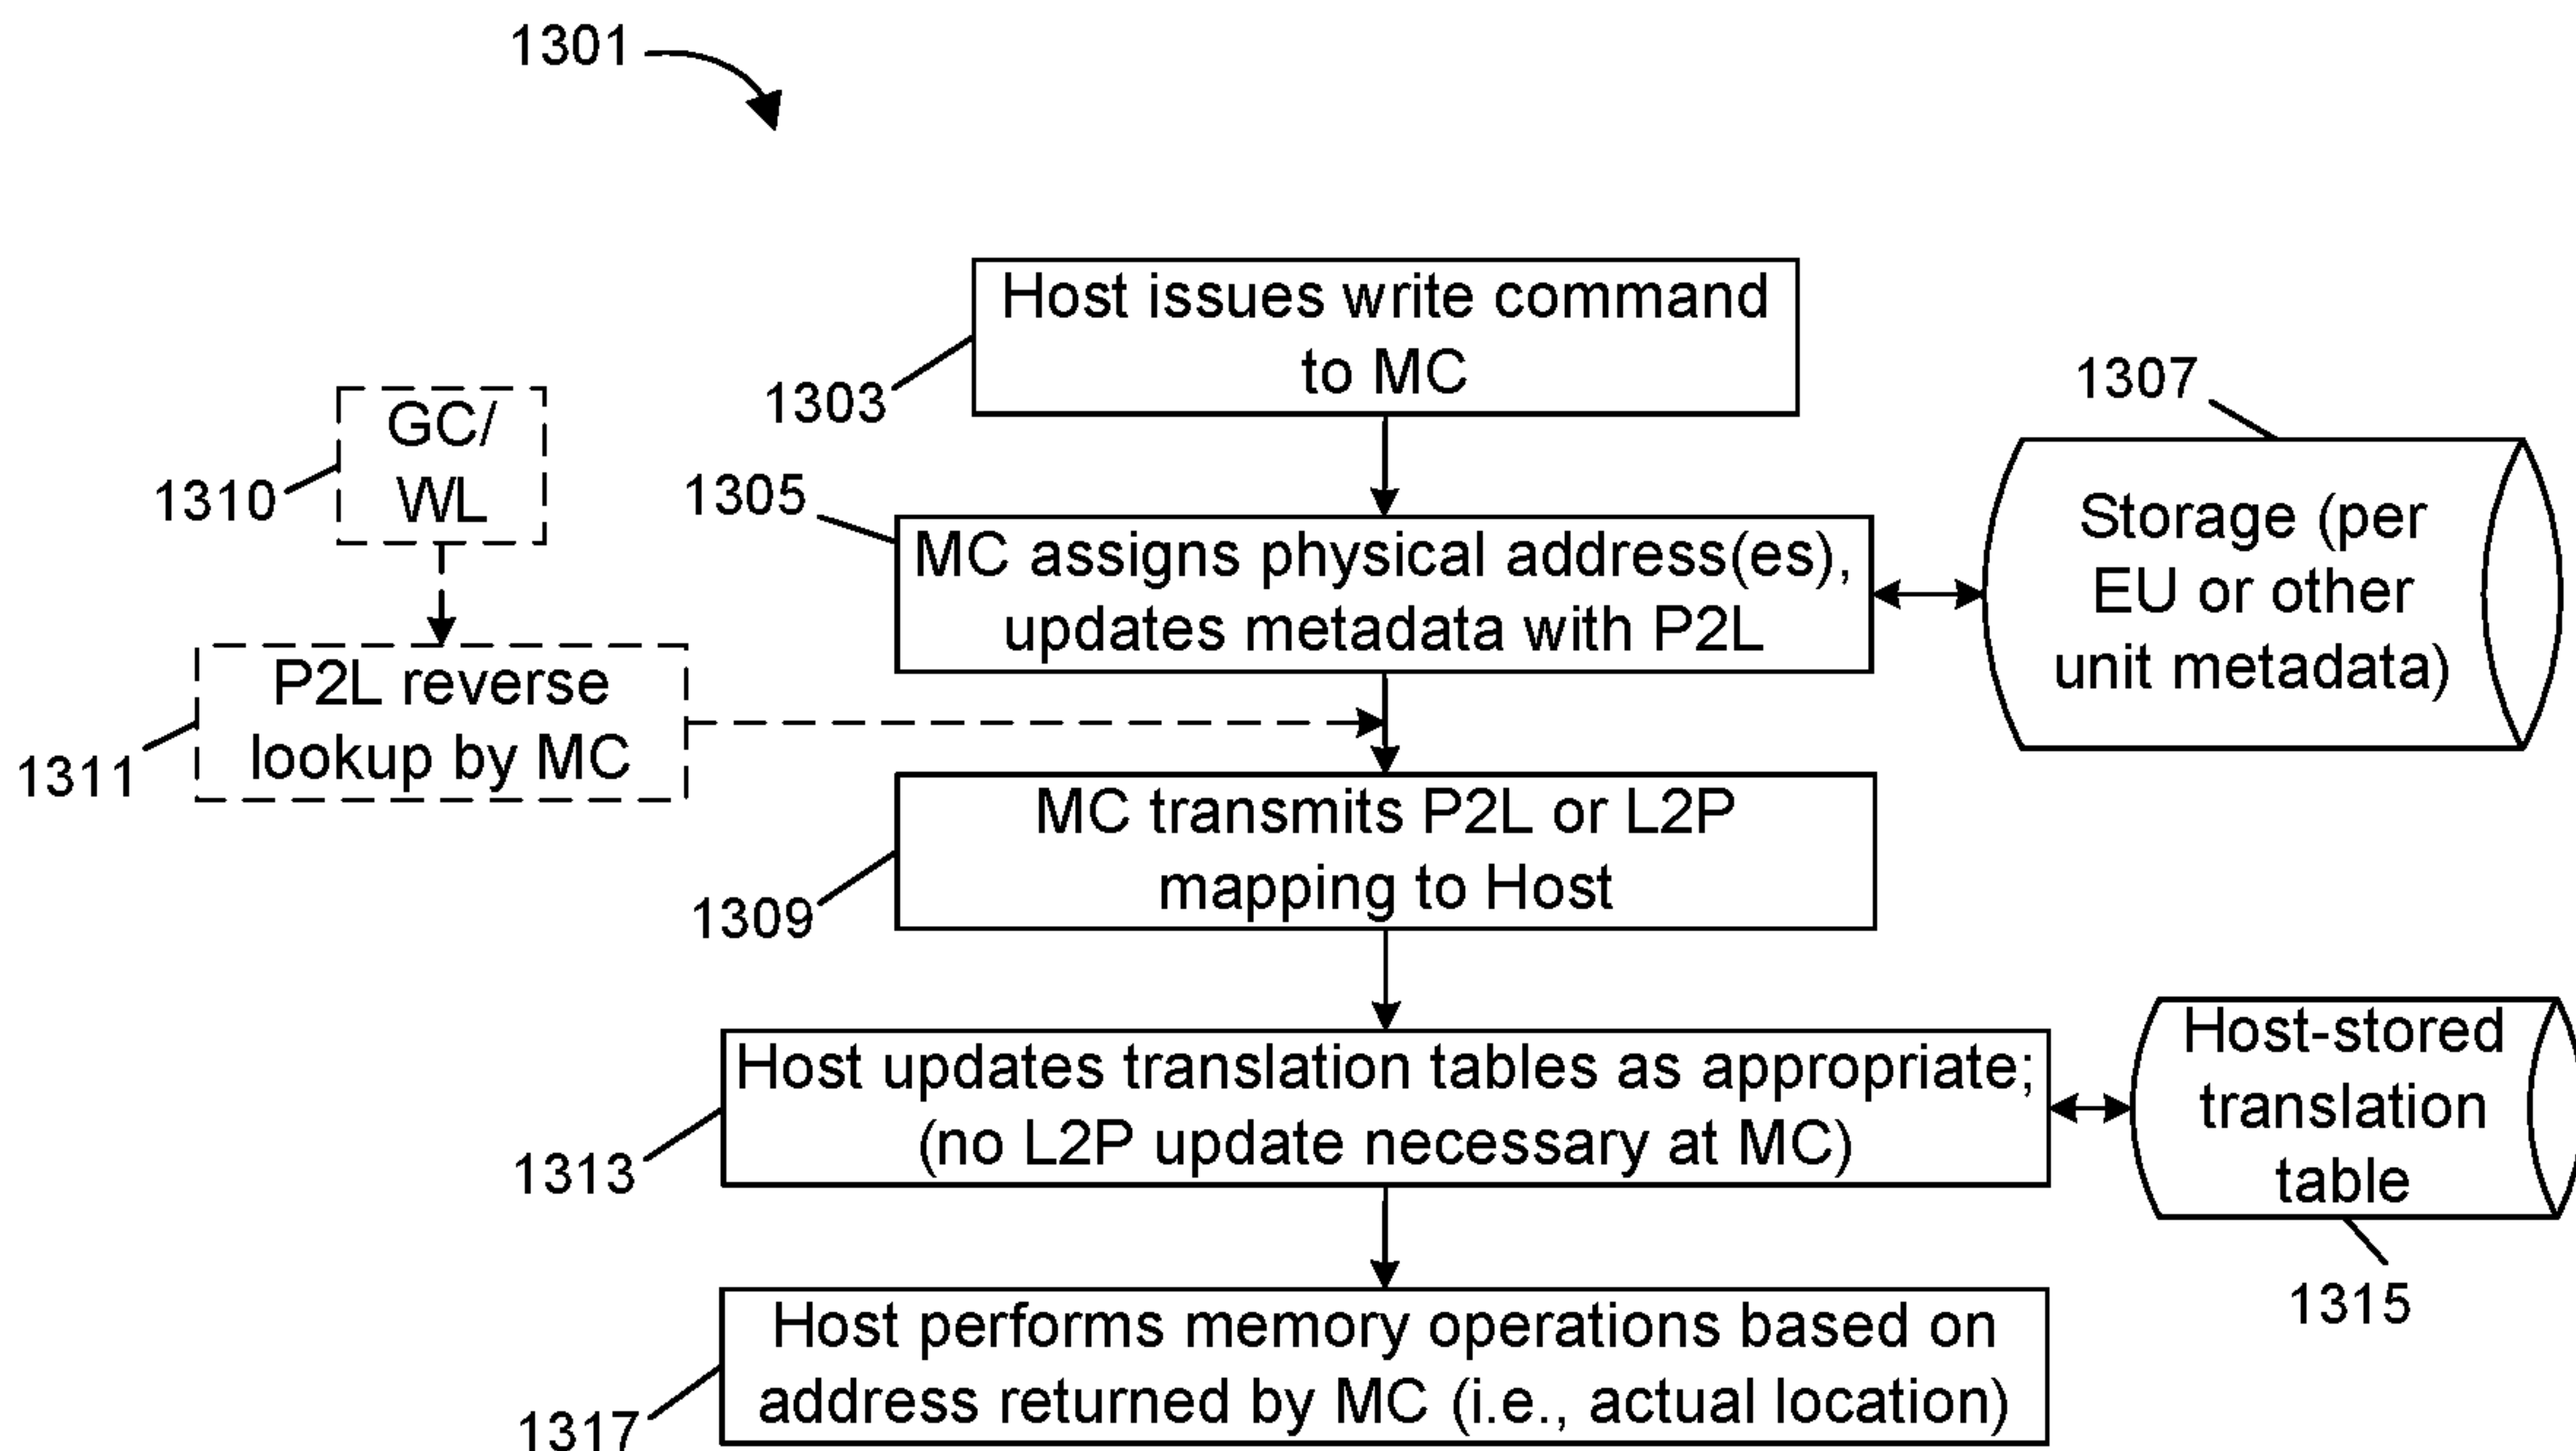 1301
Host issues write command
to MC
1303
1307
GC/
WL
1310
1305
MC assigns physical address(es),
updates metadata with P2L
Storage (per
EU or other
unit metadata)
P2L reverse
lookup by MC
1311
MC transmits P2L or L2P
mapping to Host
1309
Host updates translation tables as appropriate;
(no L2P update necessary at MC)
1313
Host-stored
translation
table
1315
Host performs memory operations based on
address returned by MC (i.e., actual location)
1317